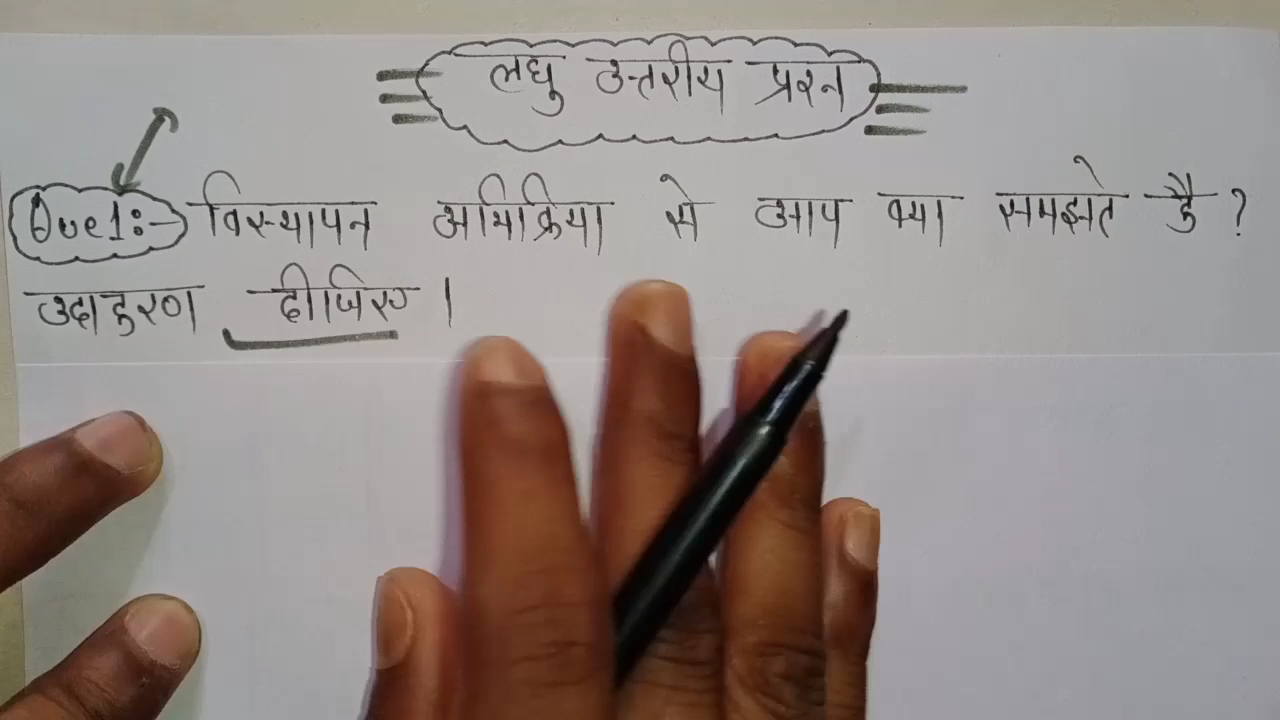 लघु उत्तरीय प्रश्न
Que1:- विस्थापन अभिक्रिया से आप क्या समझते है ?
उदाहरण दीजिए ।